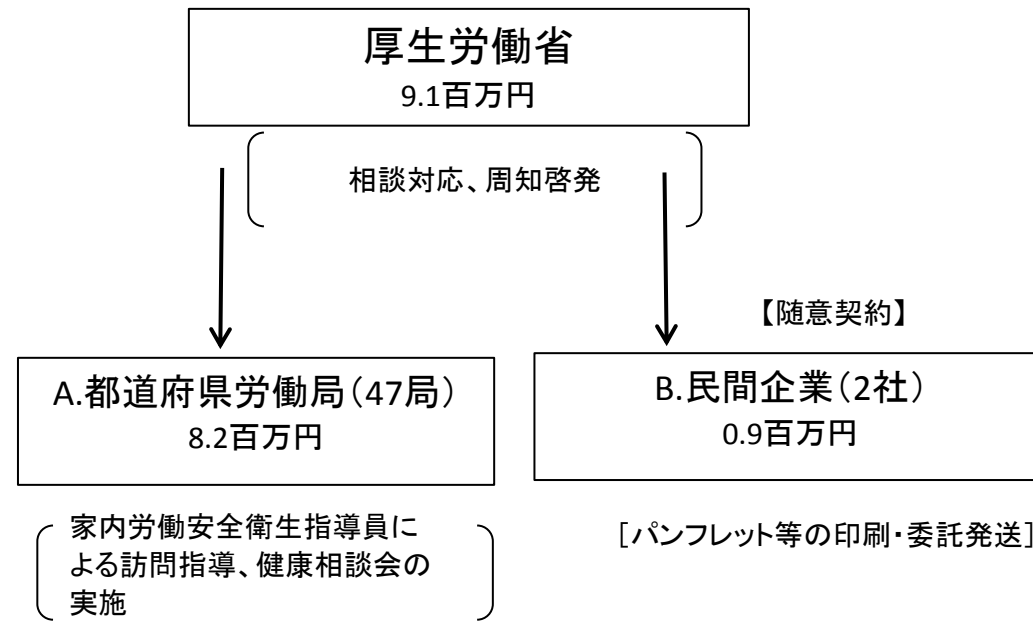 厚生労働省
9.1百万円
相談対応、周知啓発
【随意契約】
A.都道府県労働局(47局)
8.2百万円
B.民間企業(2社)
0.9百万円
家内労働安全衛生指導員に
よる訪問指導、健康相談会の
実施
[パンフレット等の印刷・委託発送]